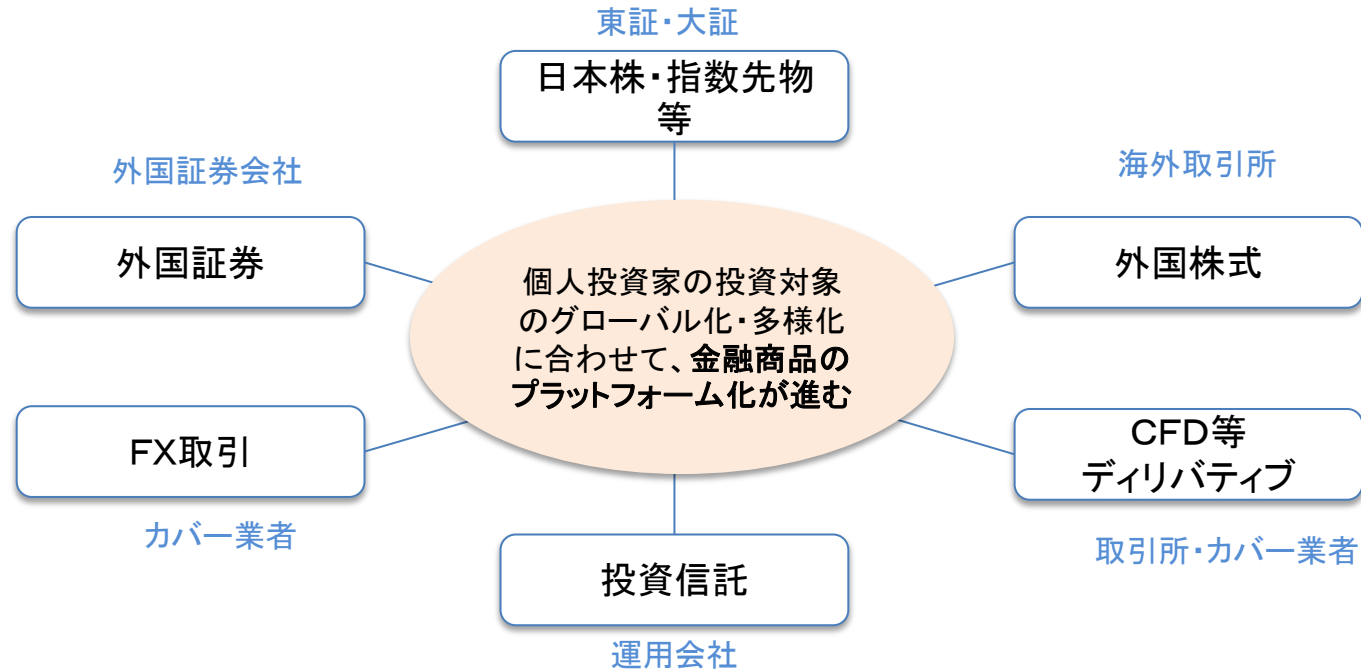 東証・大証
日本株・指数先物
等
外国証券会社
外国証券
海外取引所
外国株式
個人投資家の投資対象
のグローバル化・多様化
に合わせて、金融商品の
プラットフォーム化が進む
FX取引
カバー業者
CFD等
ディリバティブ
取引所・カバー業者
投資信託
運用会社